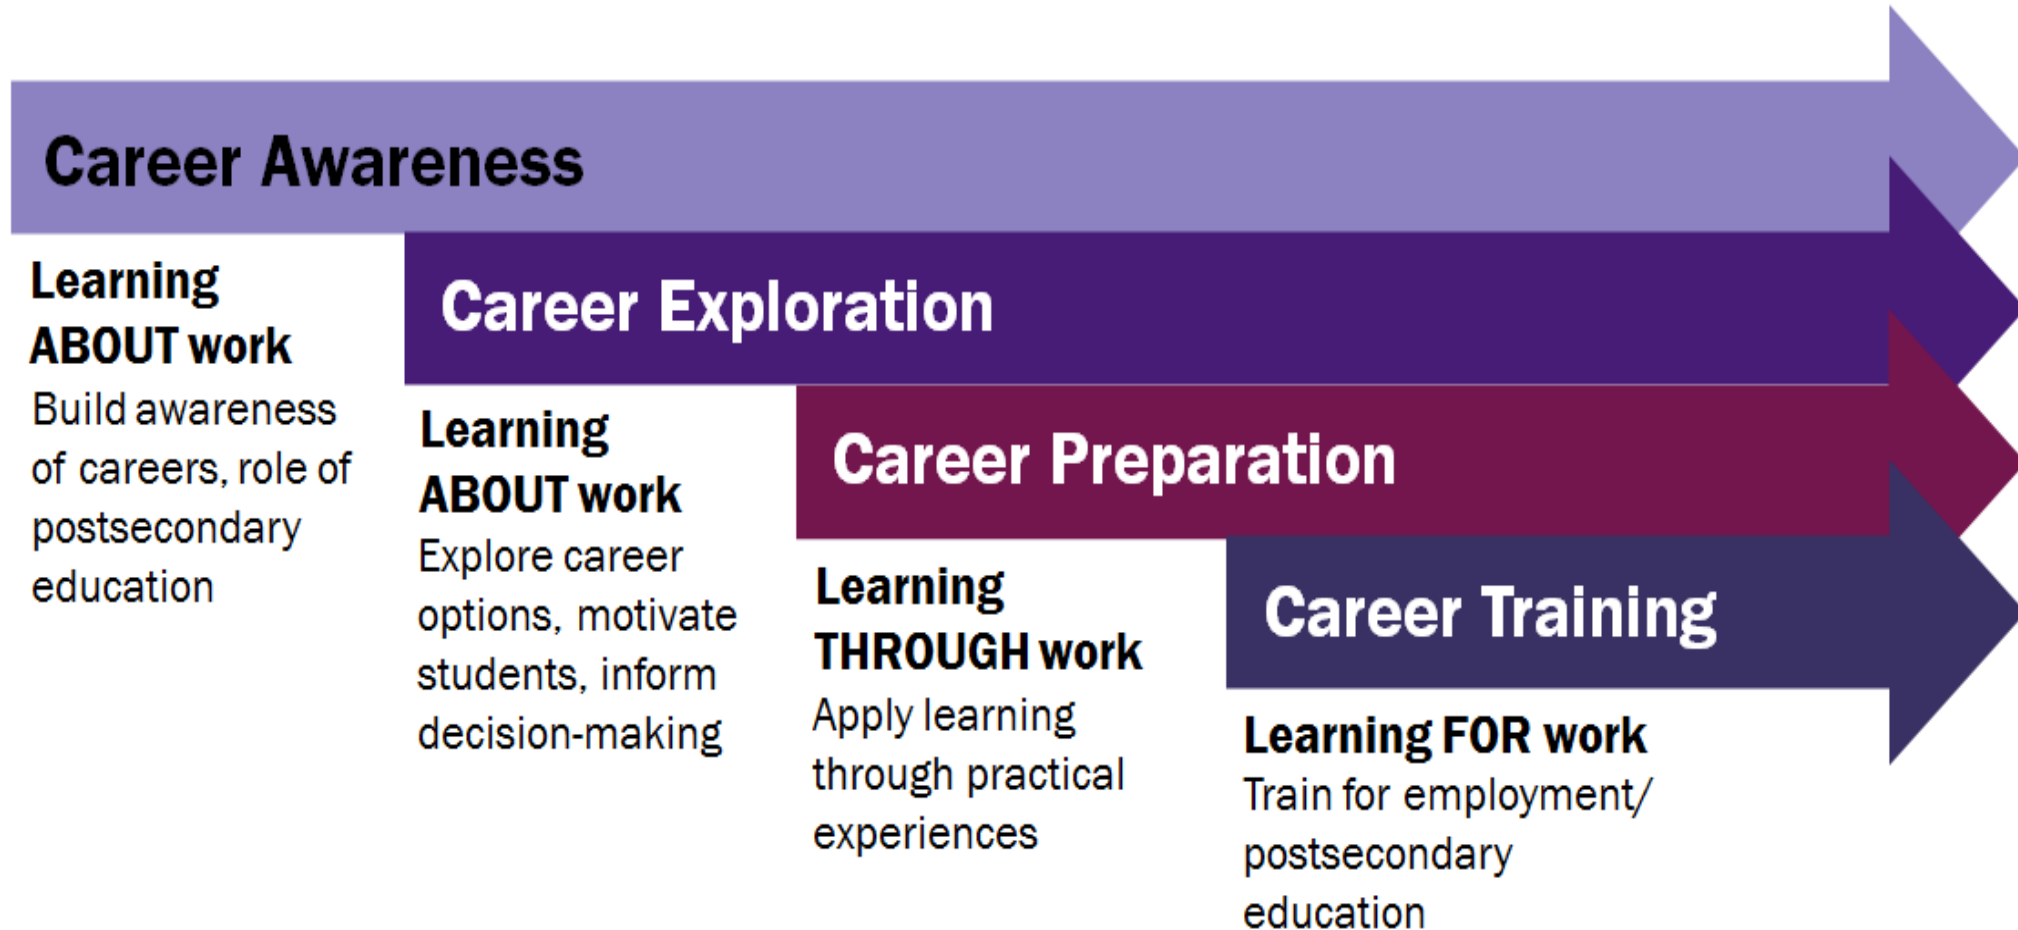 Career Awareness
Learning
ABOUT work
Build awareness
of careers, role of
postsecondary
education
Career Exploration
Learning
ABOUT work
Explore career
options, motivate
students, inform
decision-making
Career Preparation
Learning
THROUGH work
Apply learning
through practical
experiences
Career Training
Learning FOR work
Train for employment/
postsecondary
education